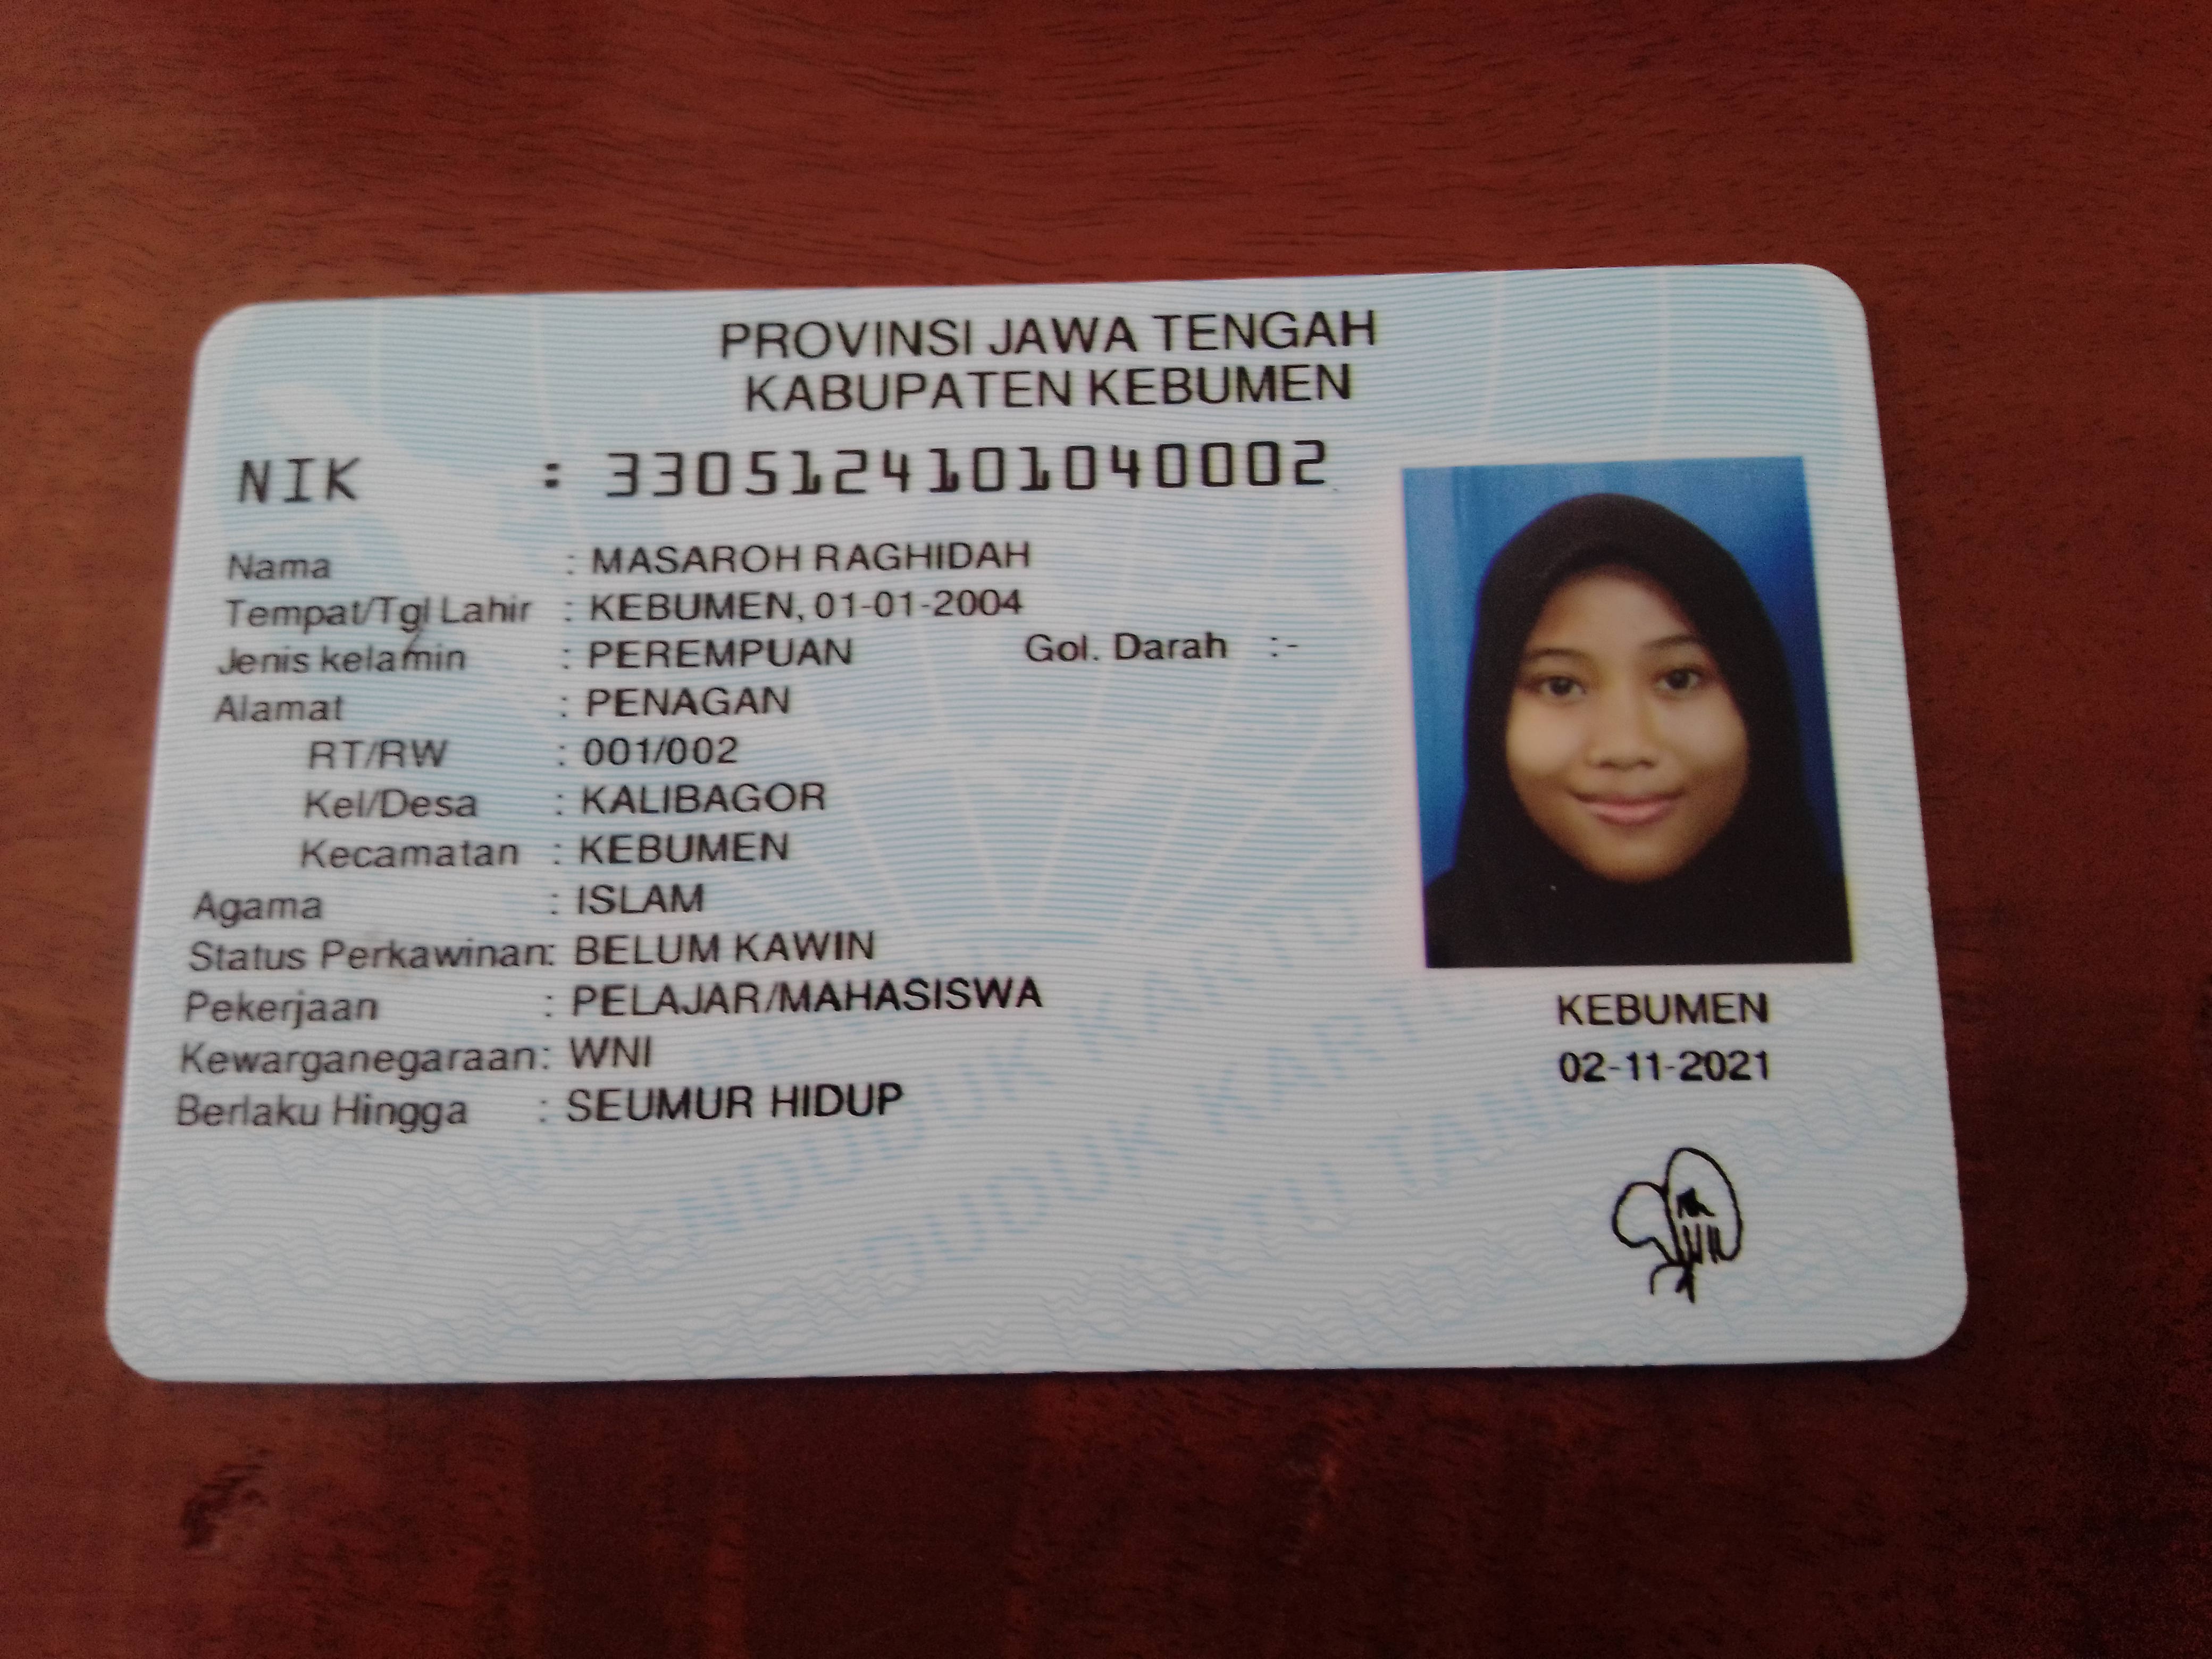 PROVINSI JAWA TENGAH
KABUPATEN KEBUMEN
NIK : 3305124101040002
Nama : MASAROH RAGHIDAH
Tempat/Tgl Lahir : KEBUMEN, 01-01-2004
Jenis kelamin : PEREMPUAN Gol. Darah :-
Alamat : PENAGAN
RT/RW : 001/002
Kel/Desa : KALIBAGOR
Kecamatan : KEBUMEN
Agama : ISLAM
Status Perkawinan: BELUM KAWIN
Pekerjaan : PELAJAR/MAHASISWA
Kewarganegaraan: WNI
Berlaku Hingga : SEUMUR HIDUP
KEBUMEN
02-11-2021